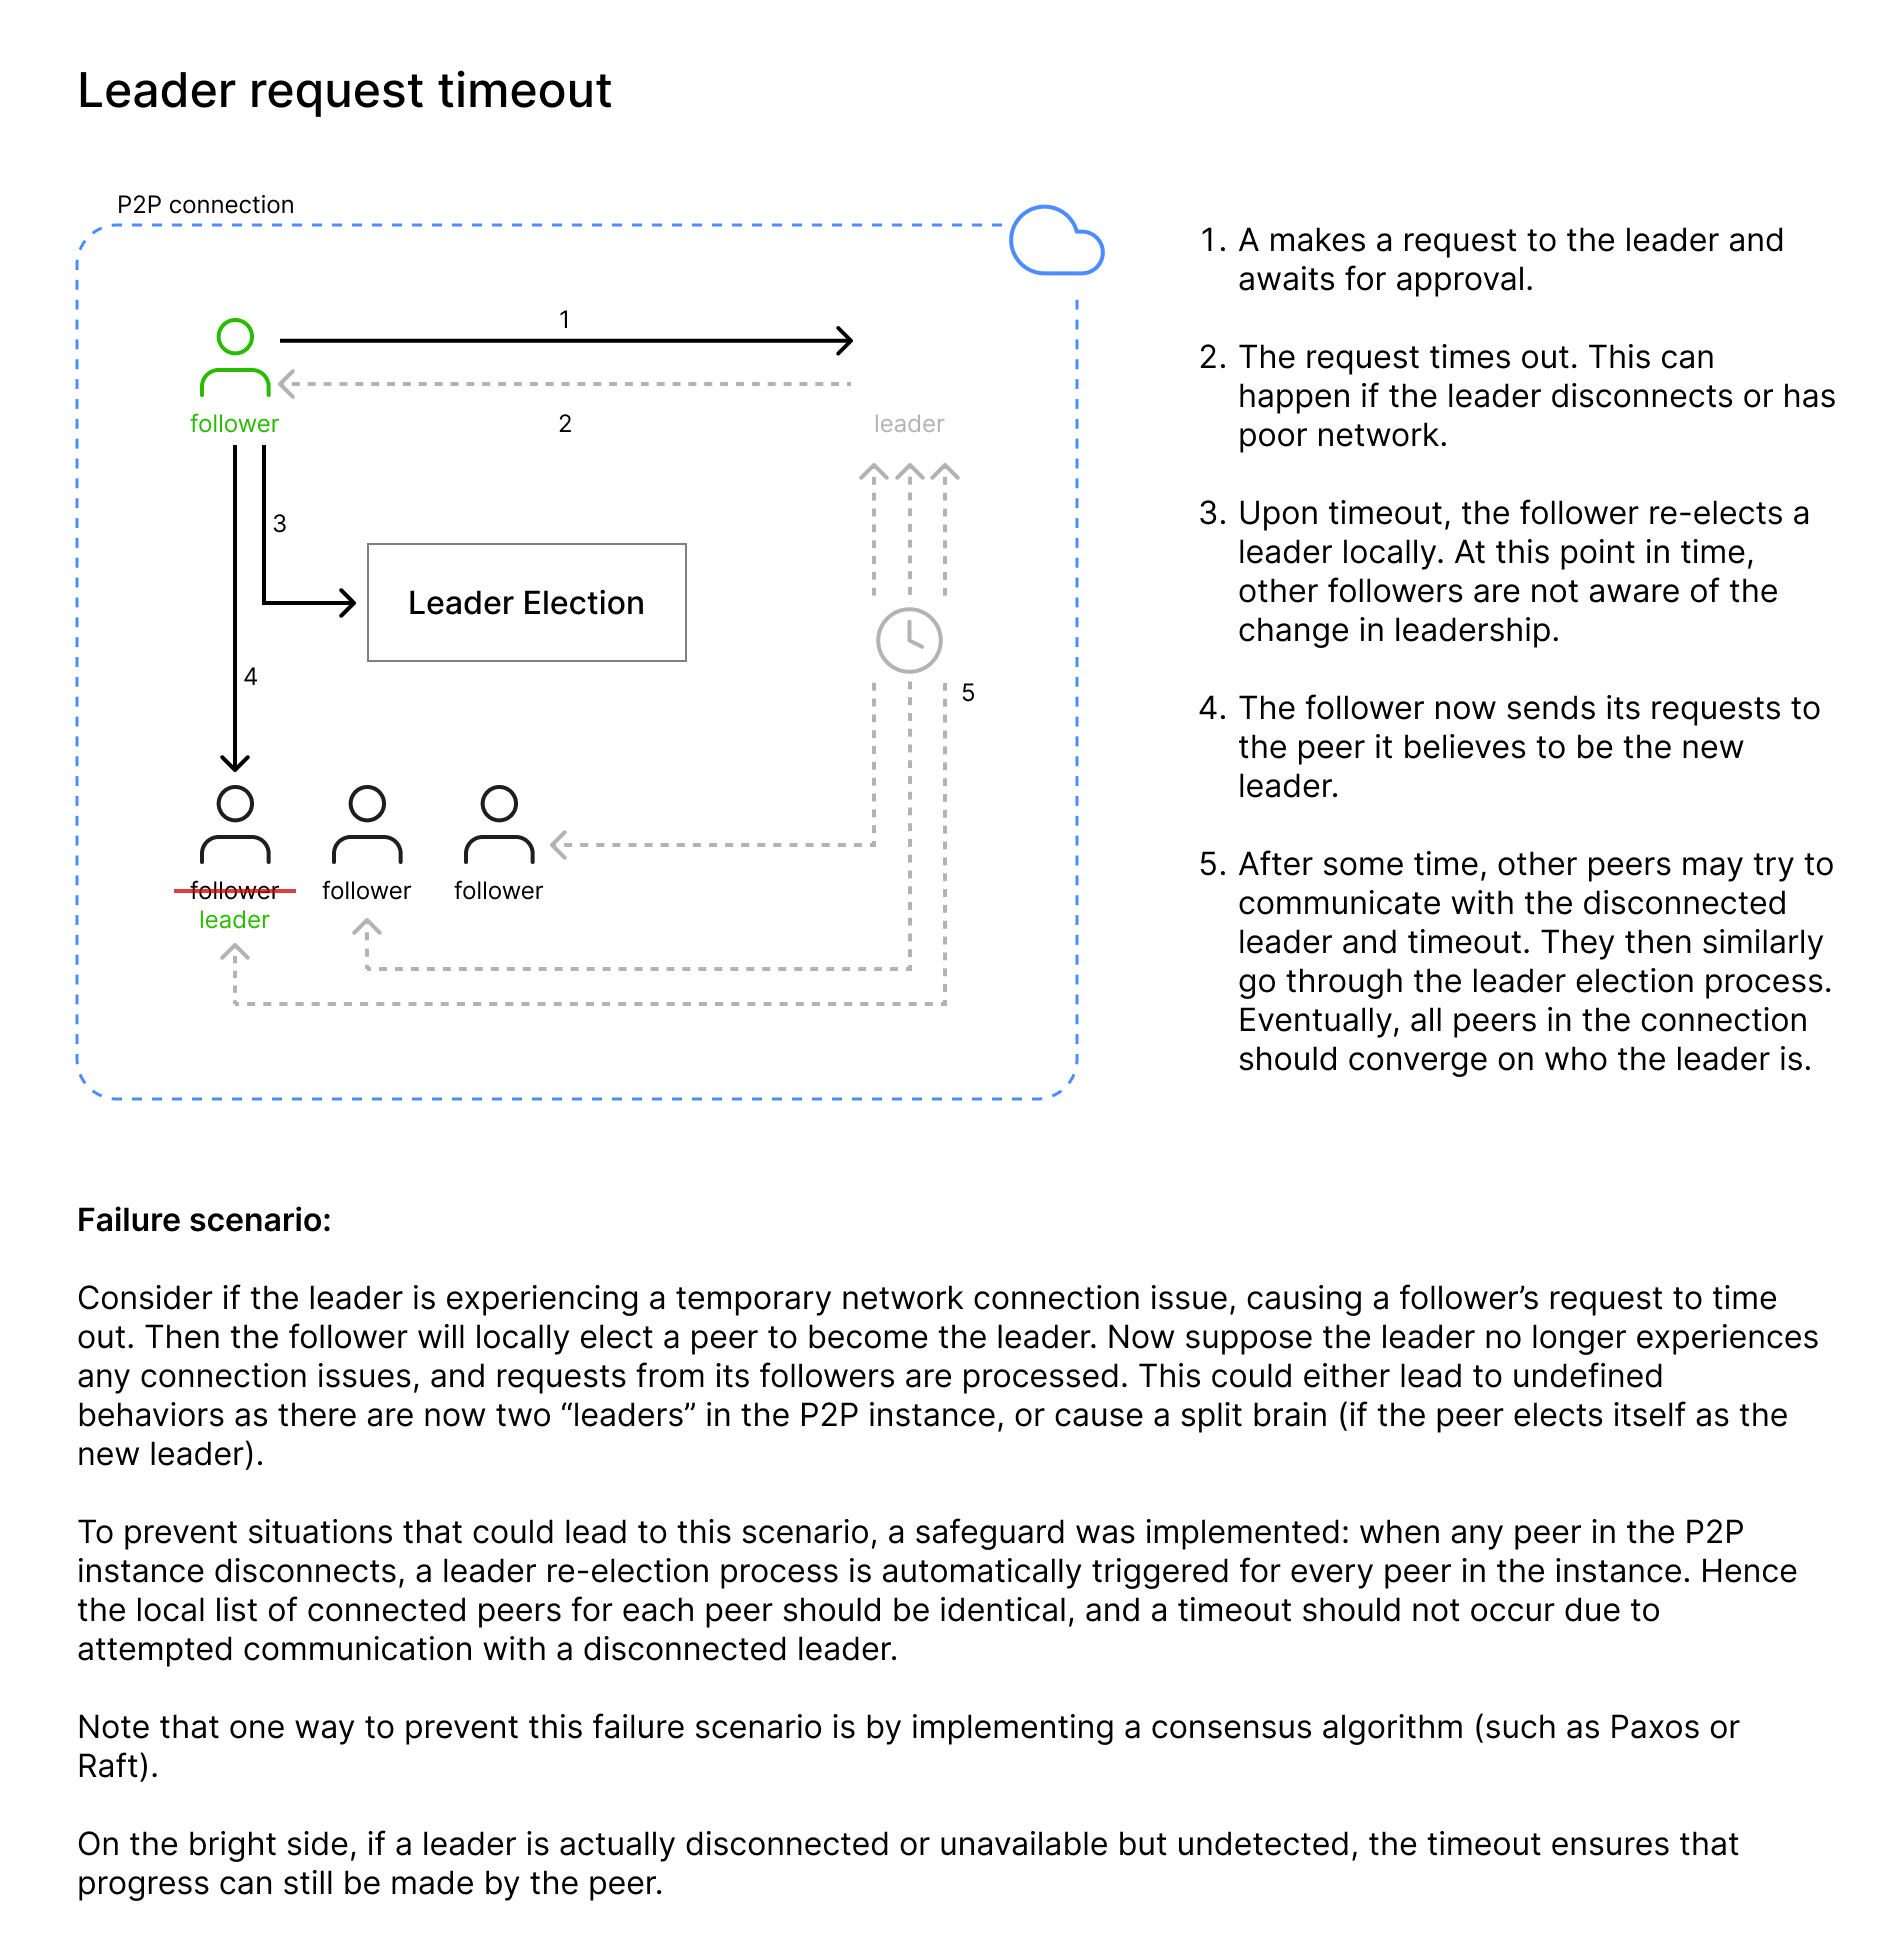 Leader request timeout
P2P connection
1
follower
2
leader
3
Leader Election
4
5
follower
follower
follower
leader
1. A makes a request to the leader and
awaits for approval.
2. The request times out. This can
happen if the leader disconnects or has
poor network.
3. Upon timeout, the follower re-elects a
leader locally. At this point in time,
other followers are not aware of the
change in leadership.
4. The follower now sends its requests to
the peer it believes to be the new
leader.
5. After some time, other peers may try to
communicate with the disconnected
leader and timeout. They then similarly
go through the leader election process.
Eventually, all peers in the connection
should converge on who the leader is.
Failure scenario:
Consider if the leader is experiencing a temporary network connection issue, causing a follower’s request to time
out. Then the follower will locally elect a peer to become the leader. Now suppose the leader no longer experiences
any connection issues, and requests from its followers are processed. This could either lead to undefined
behaviors as there are now two “leaders” in the P2P instance, or cause a split brain (if the peer elects itself as the
new leader).
To prevent situations that could lead to this scenario, a safeguard was implemented: when any peer in the P2P
instance disconnects, a leader re-election process is automatically triggered for every peer in the instance. Hence
the local list of connected peers for each peer should be identical, and a timeout should not occur due to
attempted communication with a disconnected leader.
Note that one way to prevent this failure scenario is by implementing a consensus algorithm (such as Paxos or
Raft).
On the bright side, if a leader is actually disconnected or unavailable but undetected, the timeout ensures that
progress can still be made by the peer.